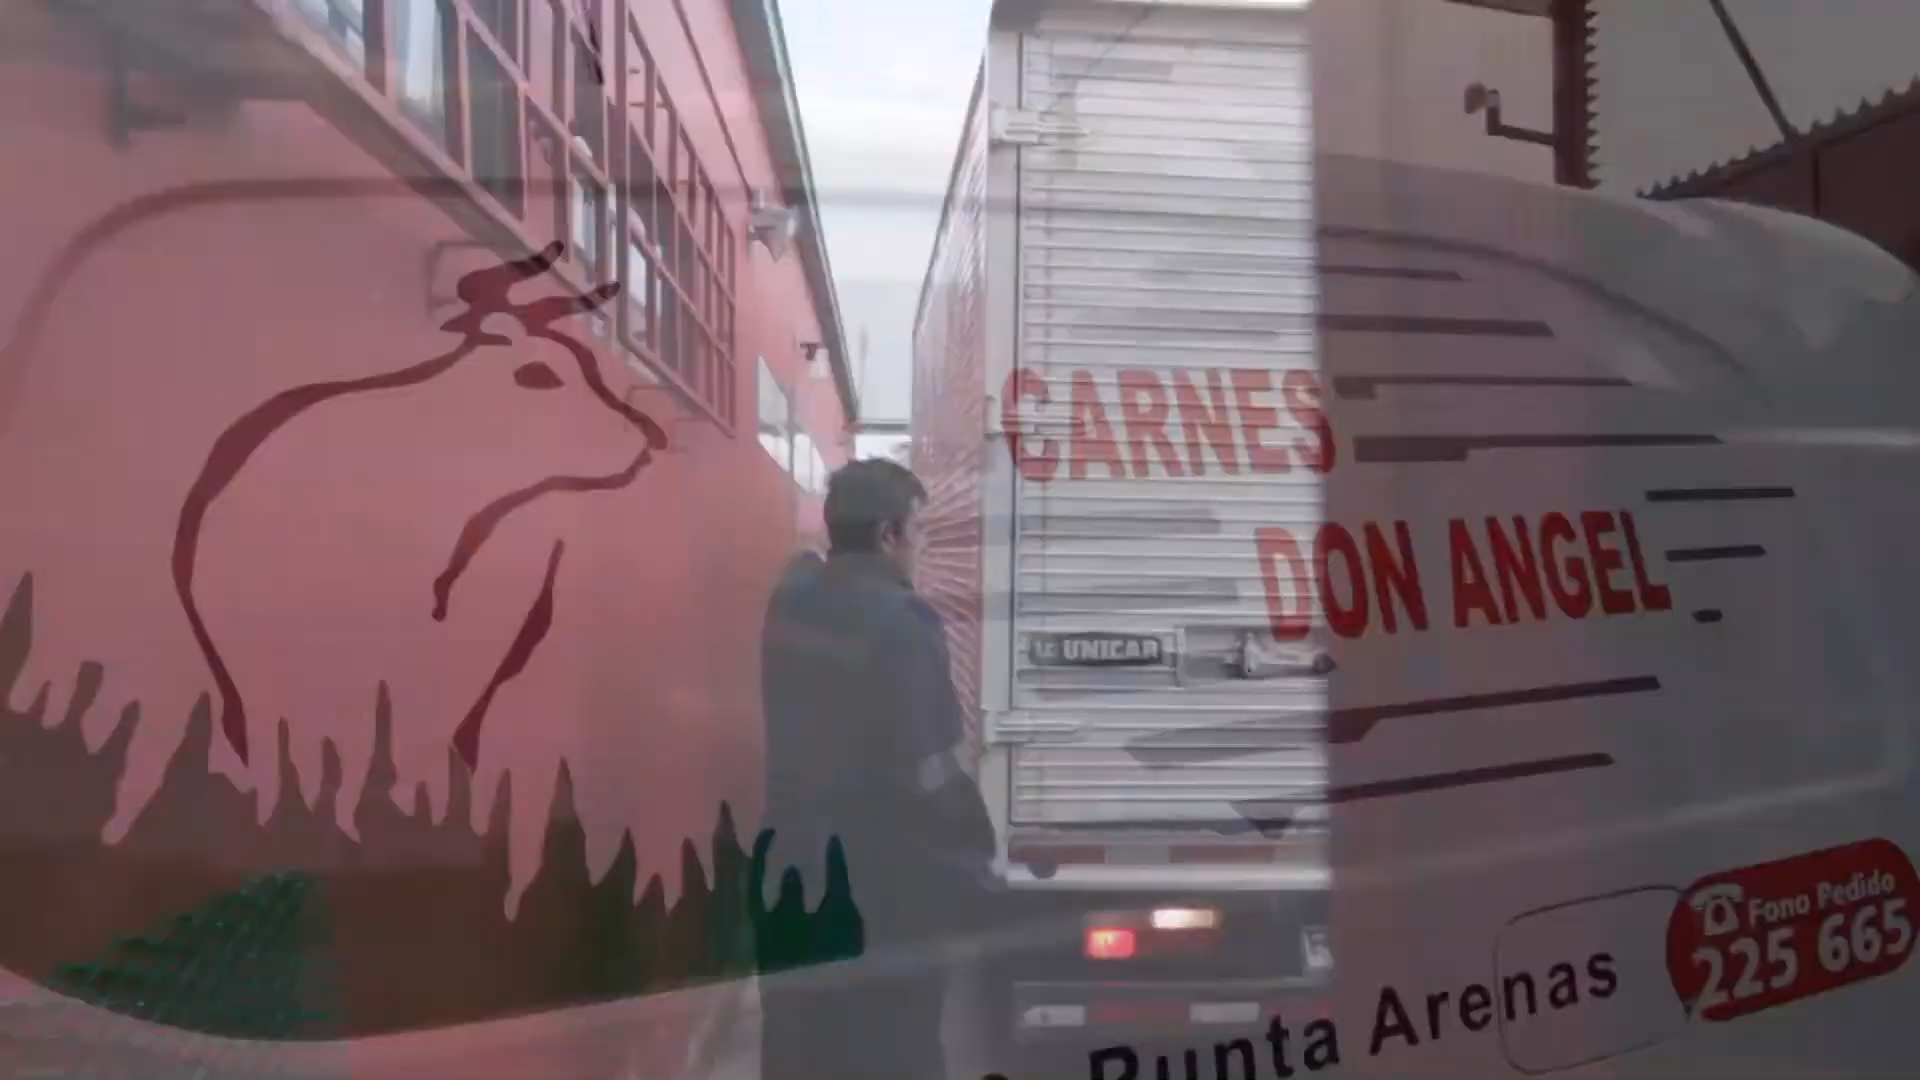 CARNES
DON ANGEL
UNICAR
Fono Pedido
225 665
Punta Arenas